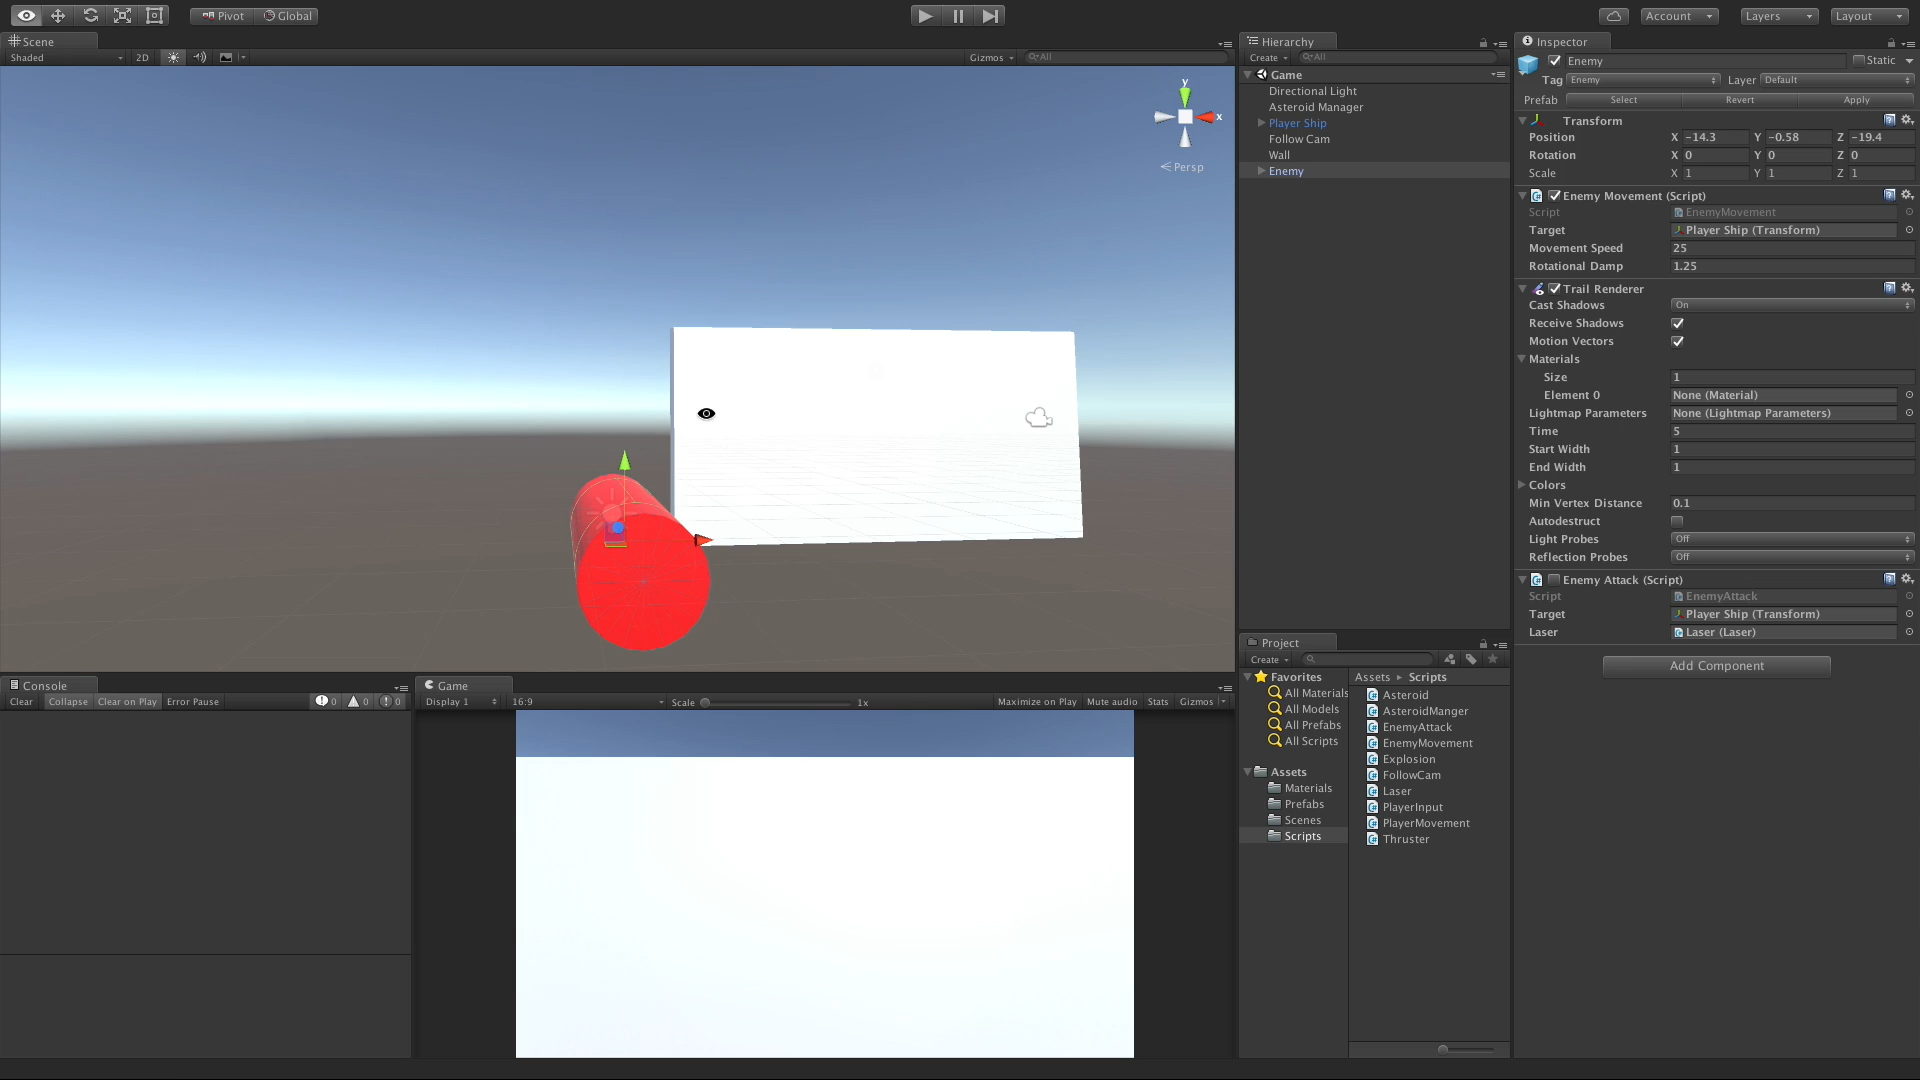 Pivot Global Account Layers Layout
Scene
Shaded 2D Gizmos All
y
x
Persp
Hierarchy
Create All
Game
Directional Light
Asteroid Manager
Player Ship
Follow Cam
Wall
Enemy
Inspector
Enemy Static
Tag Enemy Layer Default
Prefab Select Revert Apply
Transform
Position X -14.3 Y -0.58 Z -19.4
Rotation X 0 Y 0 Z 0
Scale X 1 Y 1 Z 1
Enemy Movement (Script)
Script EnemyMovement
Target Player Ship (Transform)
Movement Speed 25
Rotational Damp 1.25
Trail Renderer
Cast Shadows On
Receive Shadows
Motion Vectors
Materials
Size 1
Element 0 None (Material)
Lightmap Parameters None (Lightmap Parameters)
Time 5
Start Width 1
End Width 1
Colors
Min Vertex Distance 0.1
Autodestruct
Light Probes Off
Reflection Probes Off
Enemy Attack (Script)
Script EnemyAttack
Target Player Ship (Transform)
Laser Laser (Laser)
Add Component
Console
Clear Collapse Clear on Play Error Pause 0 0 0
Game
Display 1 16:9 Scale 1x Maximize on Play Mute audio Stats Gizmos
Project
Create
Favorites
All Materials
All Models
All Prefabs
All Scripts
Assets
Materials
Prefabs
Scenes
Scripts
Assets Scripts
Asteroid
AsteroidManger
EnemyAttack
EnemyMovement
Explosion
FollowCam
Laser
PlayerInput
PlayerMovement
Thruster